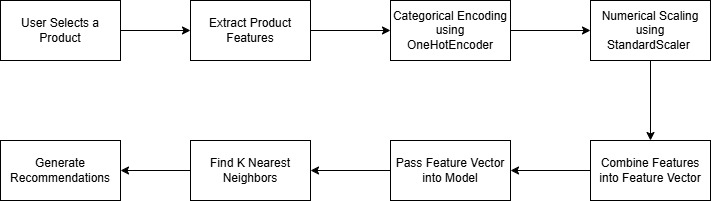 User Selects a
Product
Extract Product
Features
Categorical Encoding
using
OneHotEncoder
Numerical Scaling
using
StandardScaler
Combine Features
into Feature Vector
Pass Feature Vector
into Model
Find K Nearest
Neighbors
Generate
Recommendations